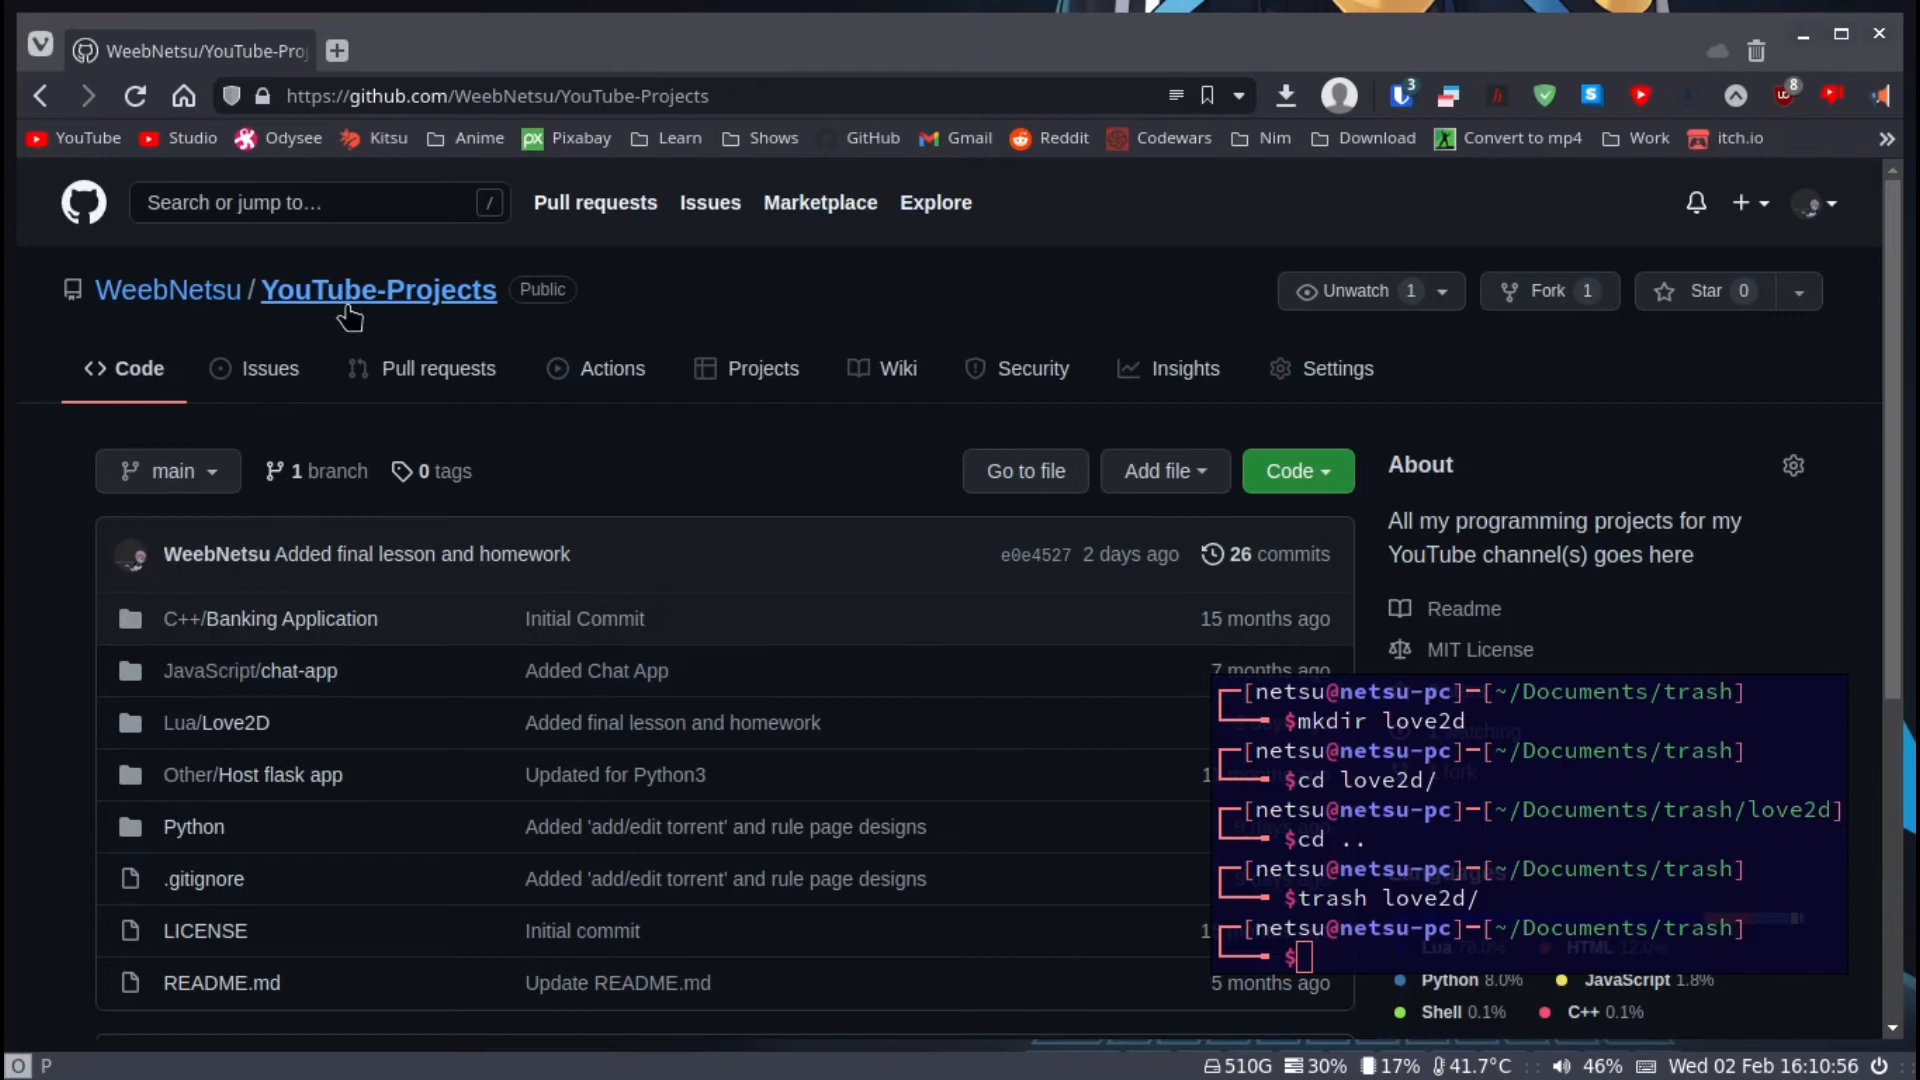 WeebNetsu/YouTube-Proj
https://github.com/WeebNetsu/YouTube-Projects
3
8
YouTube Studio Odysee Kitsu Anime Pixabay Learn Shows GitHub Gmail Reddit Codewars Nim Download Convert to mp4 Work itch.io
Search or jump to… / Pull requests Issues Marketplace Explore
WeebNetsu / YouTube-Projects Public
Unwatch 1 Fork 1 Star 0
Code Issues Pull requests Actions Projects Wiki Security Insights Settings
main 1 branch 0 tags Go to file Add file Code
WeebNetsu Added final lesson and homework e0e4527 2 days ago 26 commits
C++/Banking Application Initial Commit 15 months ago
JavaScript/chat-app Added Chat App 7 months ago
Lua/Love2D Added final lesson and homework
Other/Host flask app Updated for Python3
Python Added 'add/edit torrent' and rule page designs
.gitignore Added 'add/edit torrent' and rule page designs
LICENSE Initial commit
README.md Update README.md 5 months ago
About
All my programming projects for my
YouTube channel(s) goes here
Readme
MIT License
[netsu@netsu-pc]-[~/Documents/trash]
$mkdir love2d
[netsu@netsu-pc]-[~/Documents/trash]
$cd love2d/
[netsu@netsu-pc]-[~/Documents/trash/love2d]
$cd ..
[netsu@netsu-pc]-[~/Documents/trash]
$trash love2d/
[netsu@netsu-pc]-[~/Documents/trash]
$
Lua HTML 12.0%
Python 8.0% JavaScript 1.8%
Shell 0.1% C++ 0.1%
O P
510G 30% 17% 41.7°C 46% Wed 02 Feb 16:10:56